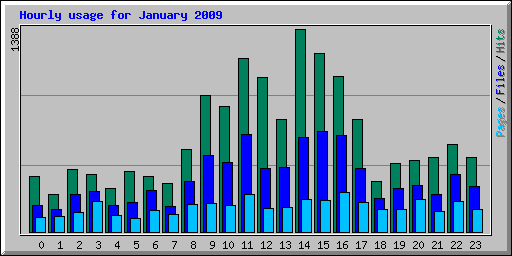 Hourly usage for January 2009
1388
Pages/Files/Hits
0 1 2 3 4 5 6 7 8 9 10 11 12 13 14 15 16 17 18 19 20 21 22 23